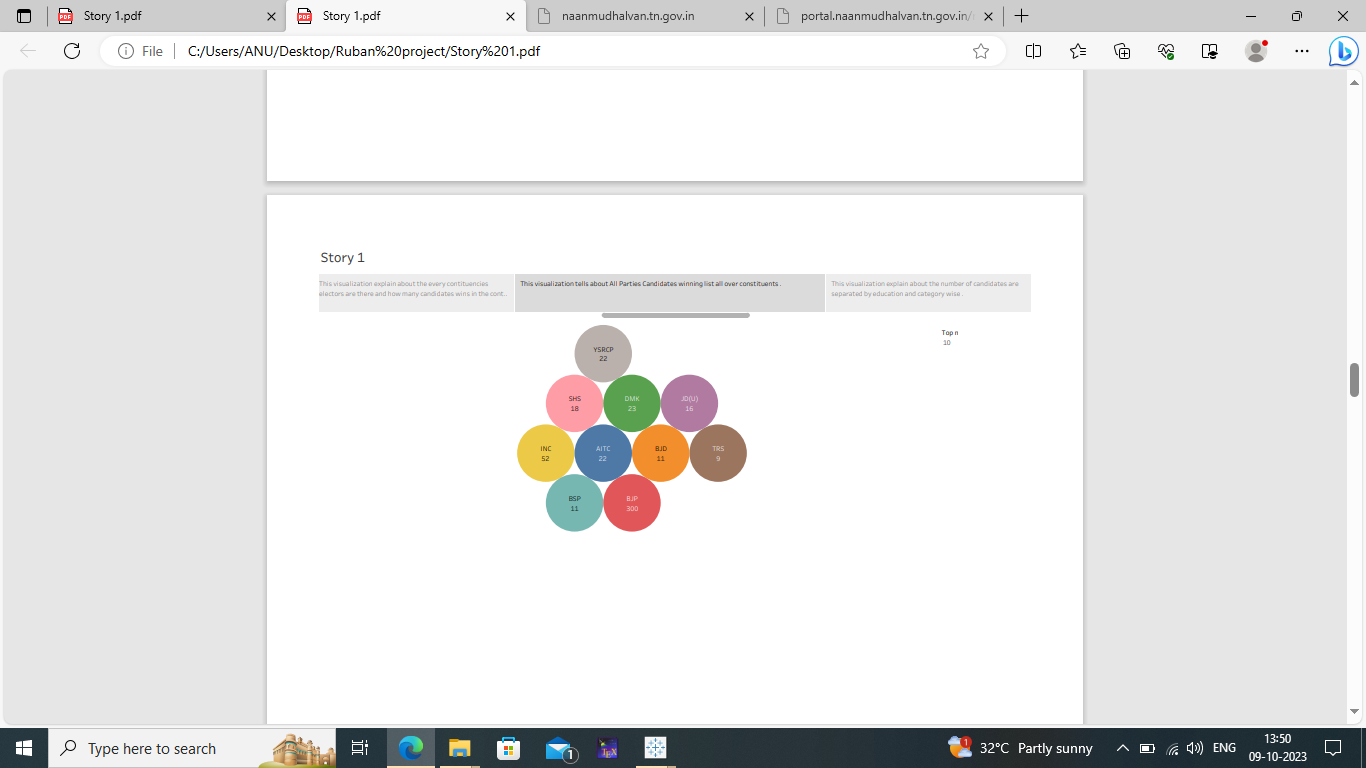 Story 1.pdf
Story 1.pdf
naanmudhalvan.tn.gov.in
portal.naanmudhalvan.tn.gov.in/
File
C:/Users/ANU/Desktop/Ruban%20project/Story%201.pdf
Story 1
This visualization explain about the every contituencies
electors are there and how many candidates wins in the cont..
This visualization tells about All Parties Candidates winning list all over constituents .
This visualization explain about the number of candidates are
separated by education and category wise .
Top n
10
YSRCP
22
SHS
18
DMK
23
JD(U)
16
INC
52
AITC
22
BJD
11
TRS
9
BSP
11
BJP
300
Type here to search
1
1
32°C Partly sunny
ENG
13:50
09-10-2023